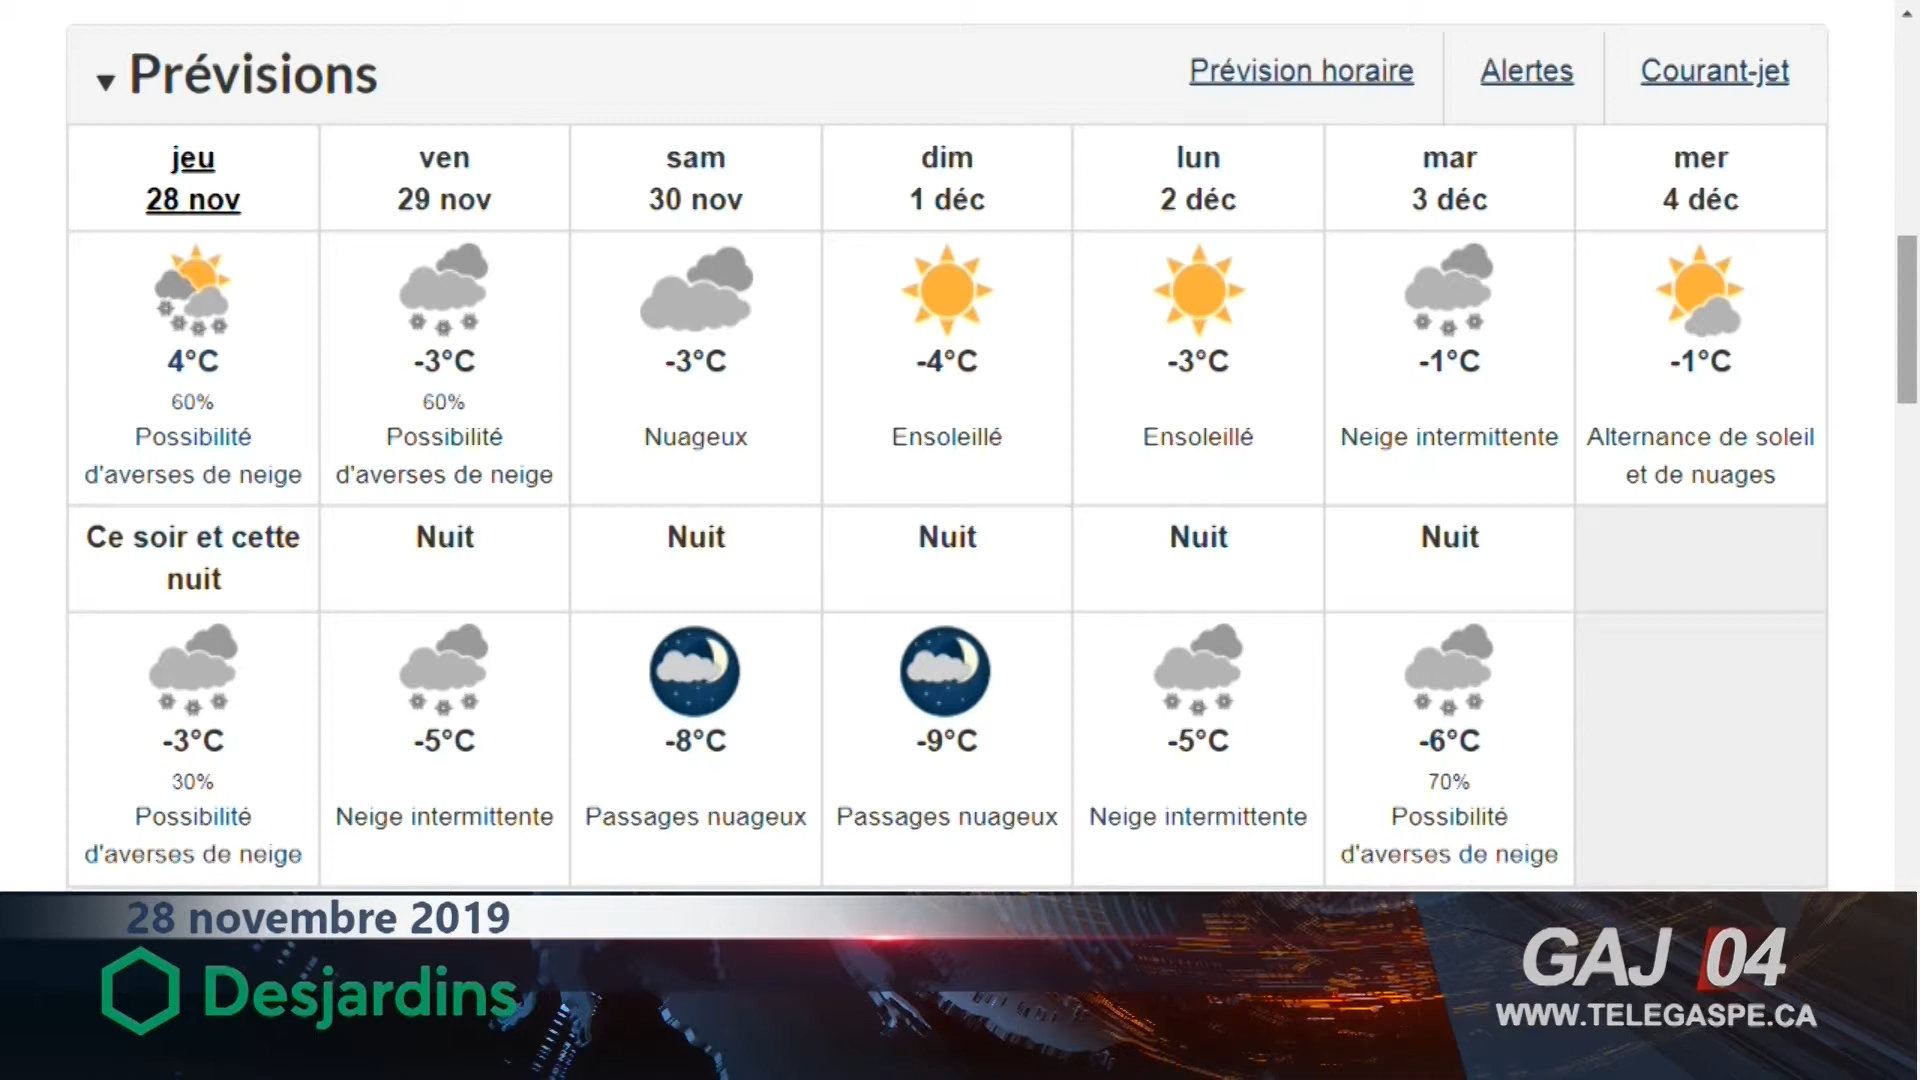 Prévisions
Prévision horaire
Alertes
Courant-jet
jeu
28 nov
ven
29 nov
sam
30 nov
dim
1 déc
lun
2 déc
mar
3 déc
mer
4 déc
4°C
60%
Possibilité
d'averses de neige
-3°C
60%
Possibilité
d'averses de neige
-3°C
Nuageux
-4°C
Ensoleillé
-3°C
Ensoleillé
-1°C
Neige intermittente
-1°C
Alternance de soleil
et de nuages
Ce soir et cette
nuit
Nuit
Nuit
Nuit
Nuit
Nuit
-3°C
30%
Possibilité
d'averses de neige
-5°C
Neige intermittente
-8°C
Passages nuageux
-9°C
Passages nuageux
-5°C
Neige intermittente
-6°C
70%
Possibilité
d'averses de neige
28 novembre 2019
Desjardins
GAJ 04
WWW.TELEGASPE.CA